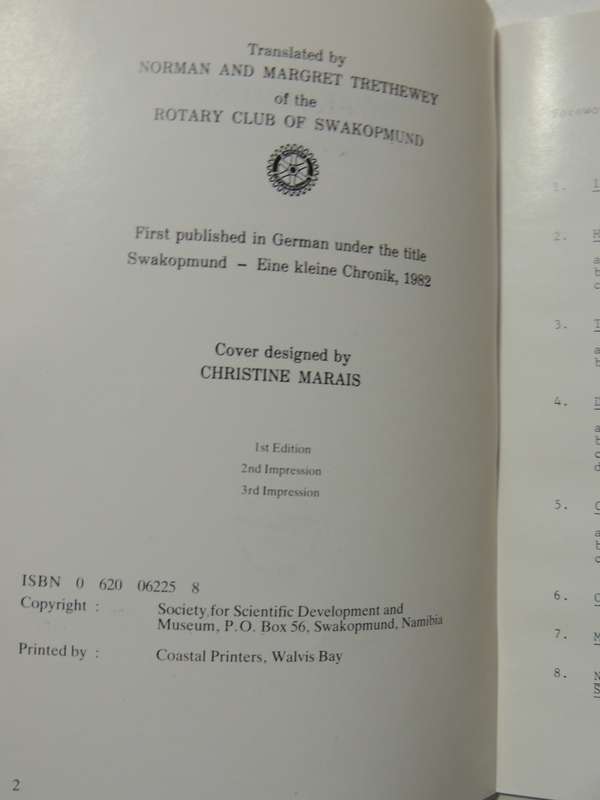 Translated by
NORMAN AND MARGRET TRETHEWEY
of the
ROTARY CLUB OF SWAKOPMUND
First published in German under the title
Swakopmund – Eine kleine Chronik, 1982
Cover designed by
CHRISTINE MARAIS
1st Edition
2nd Impression
3rd Impression
ISBN 0 620 06225 8
Copyright : Society for Scientific Development and
Museum, P.O. Box 56, Swakopmund, Namibia
Printed by : Coastal Printers, Walvis Bay
2
1.
2.
a
b
c
3.
a
b
4.
a
b
c
d
5.
a
b
c
6.
7.
8.